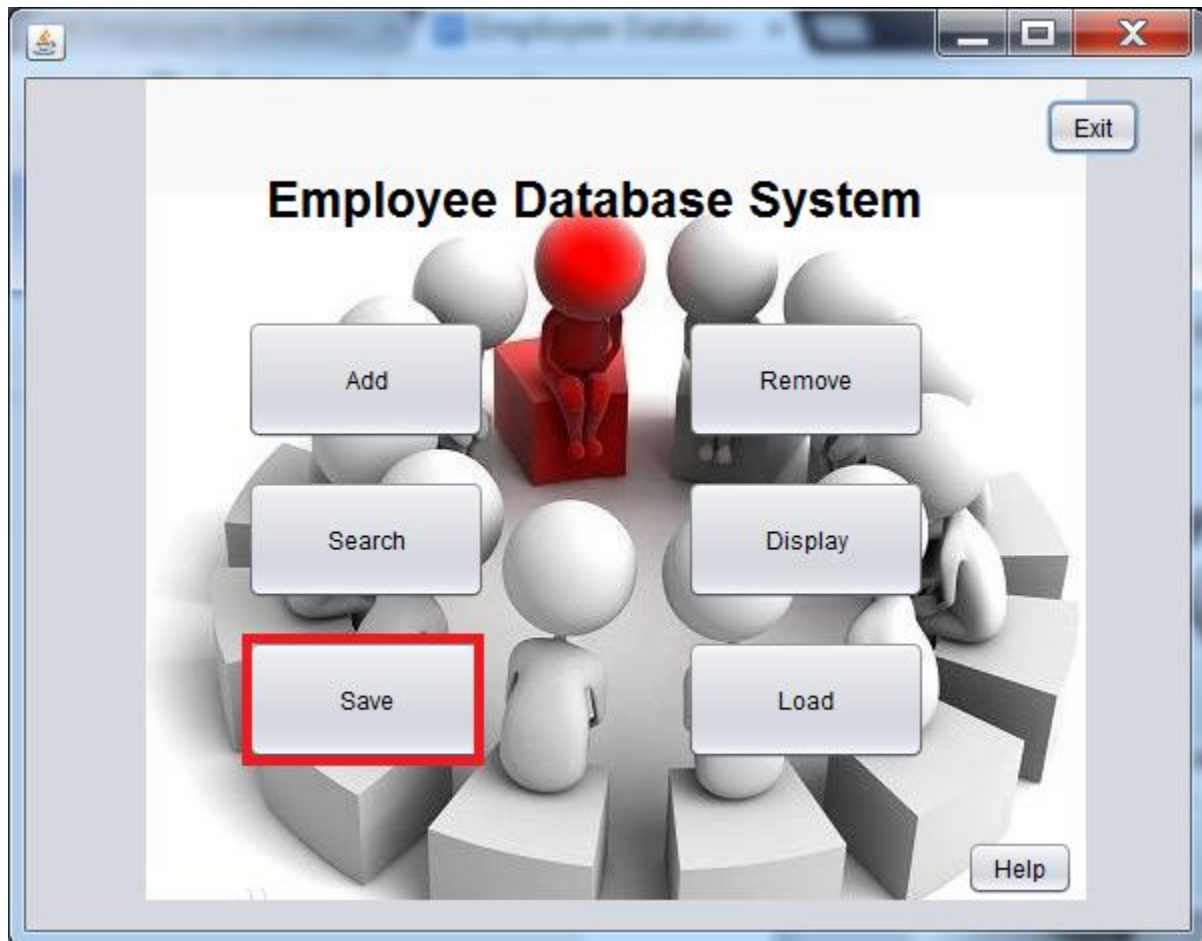 Exit
Employee Database System
Add
Remove
Search
Display
Save
Load
Help